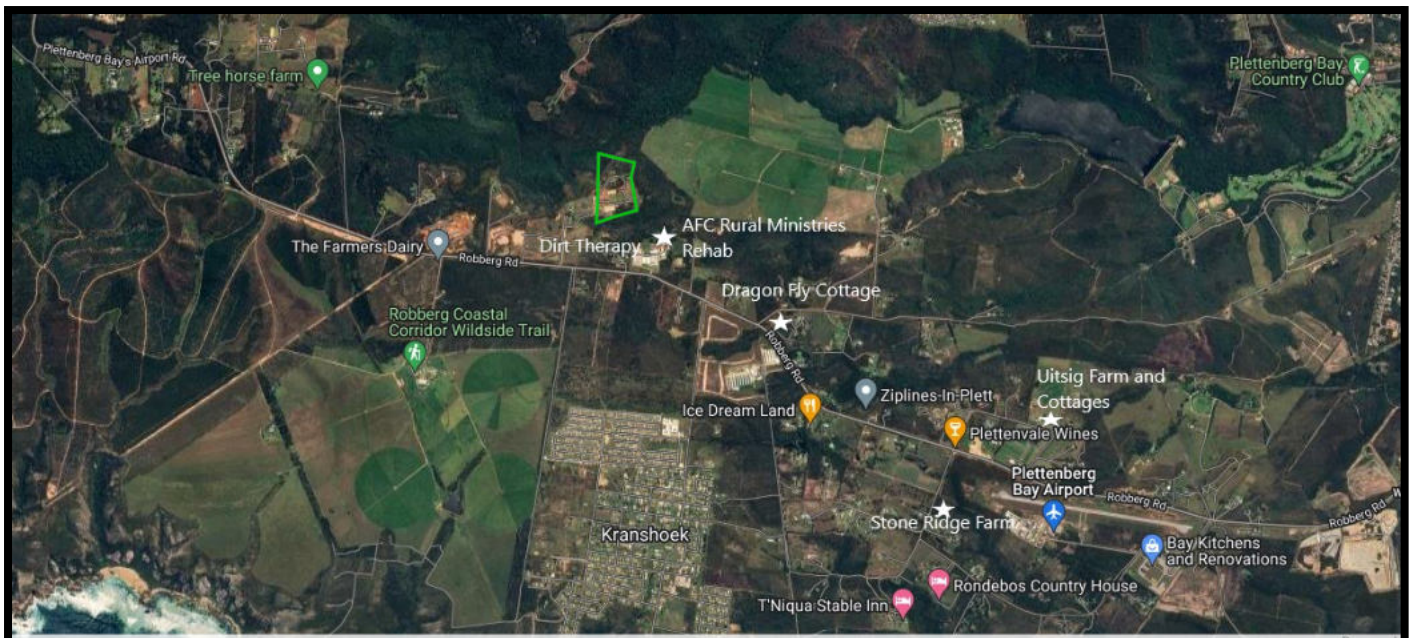 Plettenberg Bay's Airport Rd
Tree horse farm
Plettenberg Bay
Country Club
The Farmers Dairy
Robberg Rd
Dirt Therapy
AFC Rural Ministries
Rehab
Dragon Fly Cottage
Robberg Coastal
Corridor Wildside Trail
Robberg Rd
Ice Dream Land
Ziplines-In-Plett
Uitsig Farm and
Cottages
Plettenvale Wines
Plettenberg
Bay Airport
Robberg Rd
Robberg Rd
Stone Ridge Farm
Kranshoek
Bay Kitchens
and Renovations
Rondebos Country House
T'Niqua Stable Inn